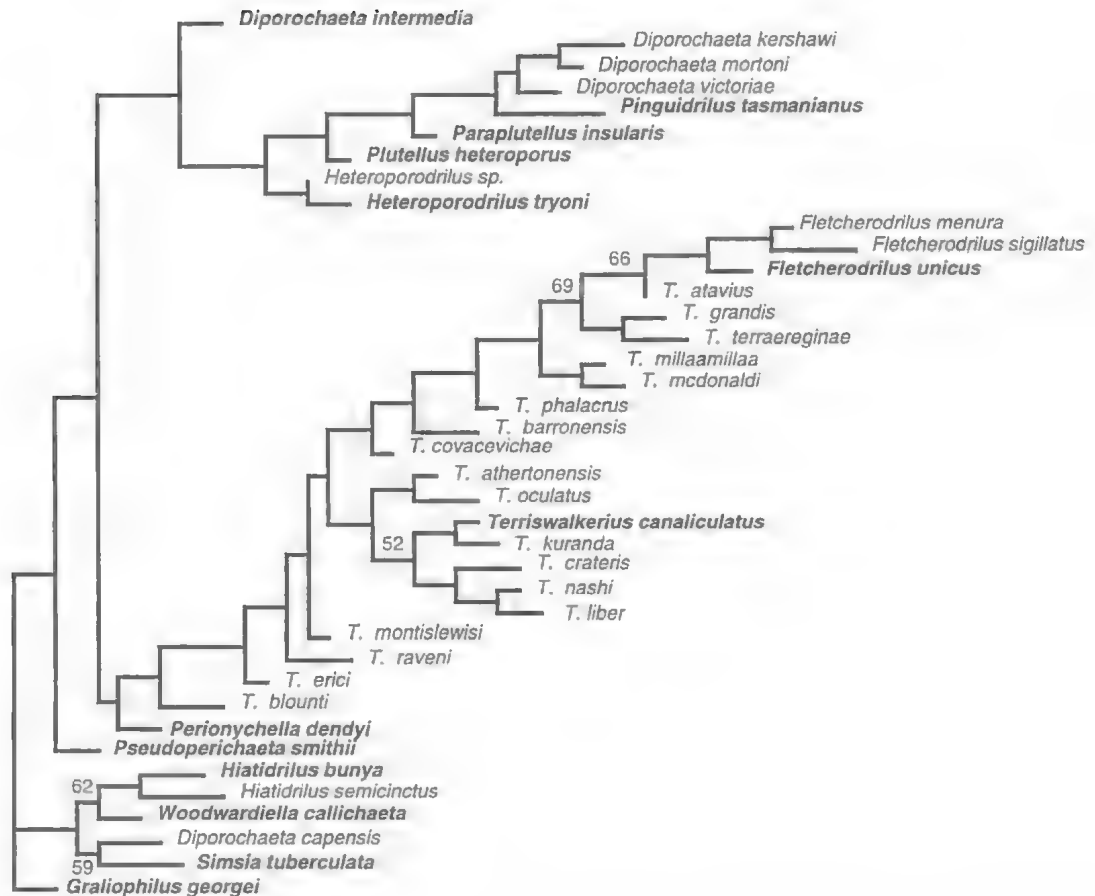 Diporochaeta intermedia
Diporochaeta kershawi
Diporochaeta mortoni
Diporochaeta victoriae
Pinguidrilus tasmanianus
Paraplutellus insularis
Plutellus heteroporus
Heteroporodrilus sp.
Heteroporodrilus tryoni
Fletcherodrilus menura
Fletcherodrilus sigillatus
66
Fletcherodrilus unicus
69
T. atavius
T. grandis
T. terraereginae
T. millaamillaa
T. mcdonaldi
T. phalacrus
T. barronensis
T. covacevichae
T. athertonensis
T. oculatus
Terriswalkerius canaliculatus
52
T. kuranda
T. crateris
T. nashi
T. liber
T. montislewisi
T. raveni
T. erici
T. blounti
Perionychella dendyi
Pseudoperichaeta smithii
Hiatidrilus bunya
62
Hiatidrilus semicinctus
Woodwardiella callichaeta
Diporochaeta capensis
59
Simsia tuberculata
Graliophilus georgei